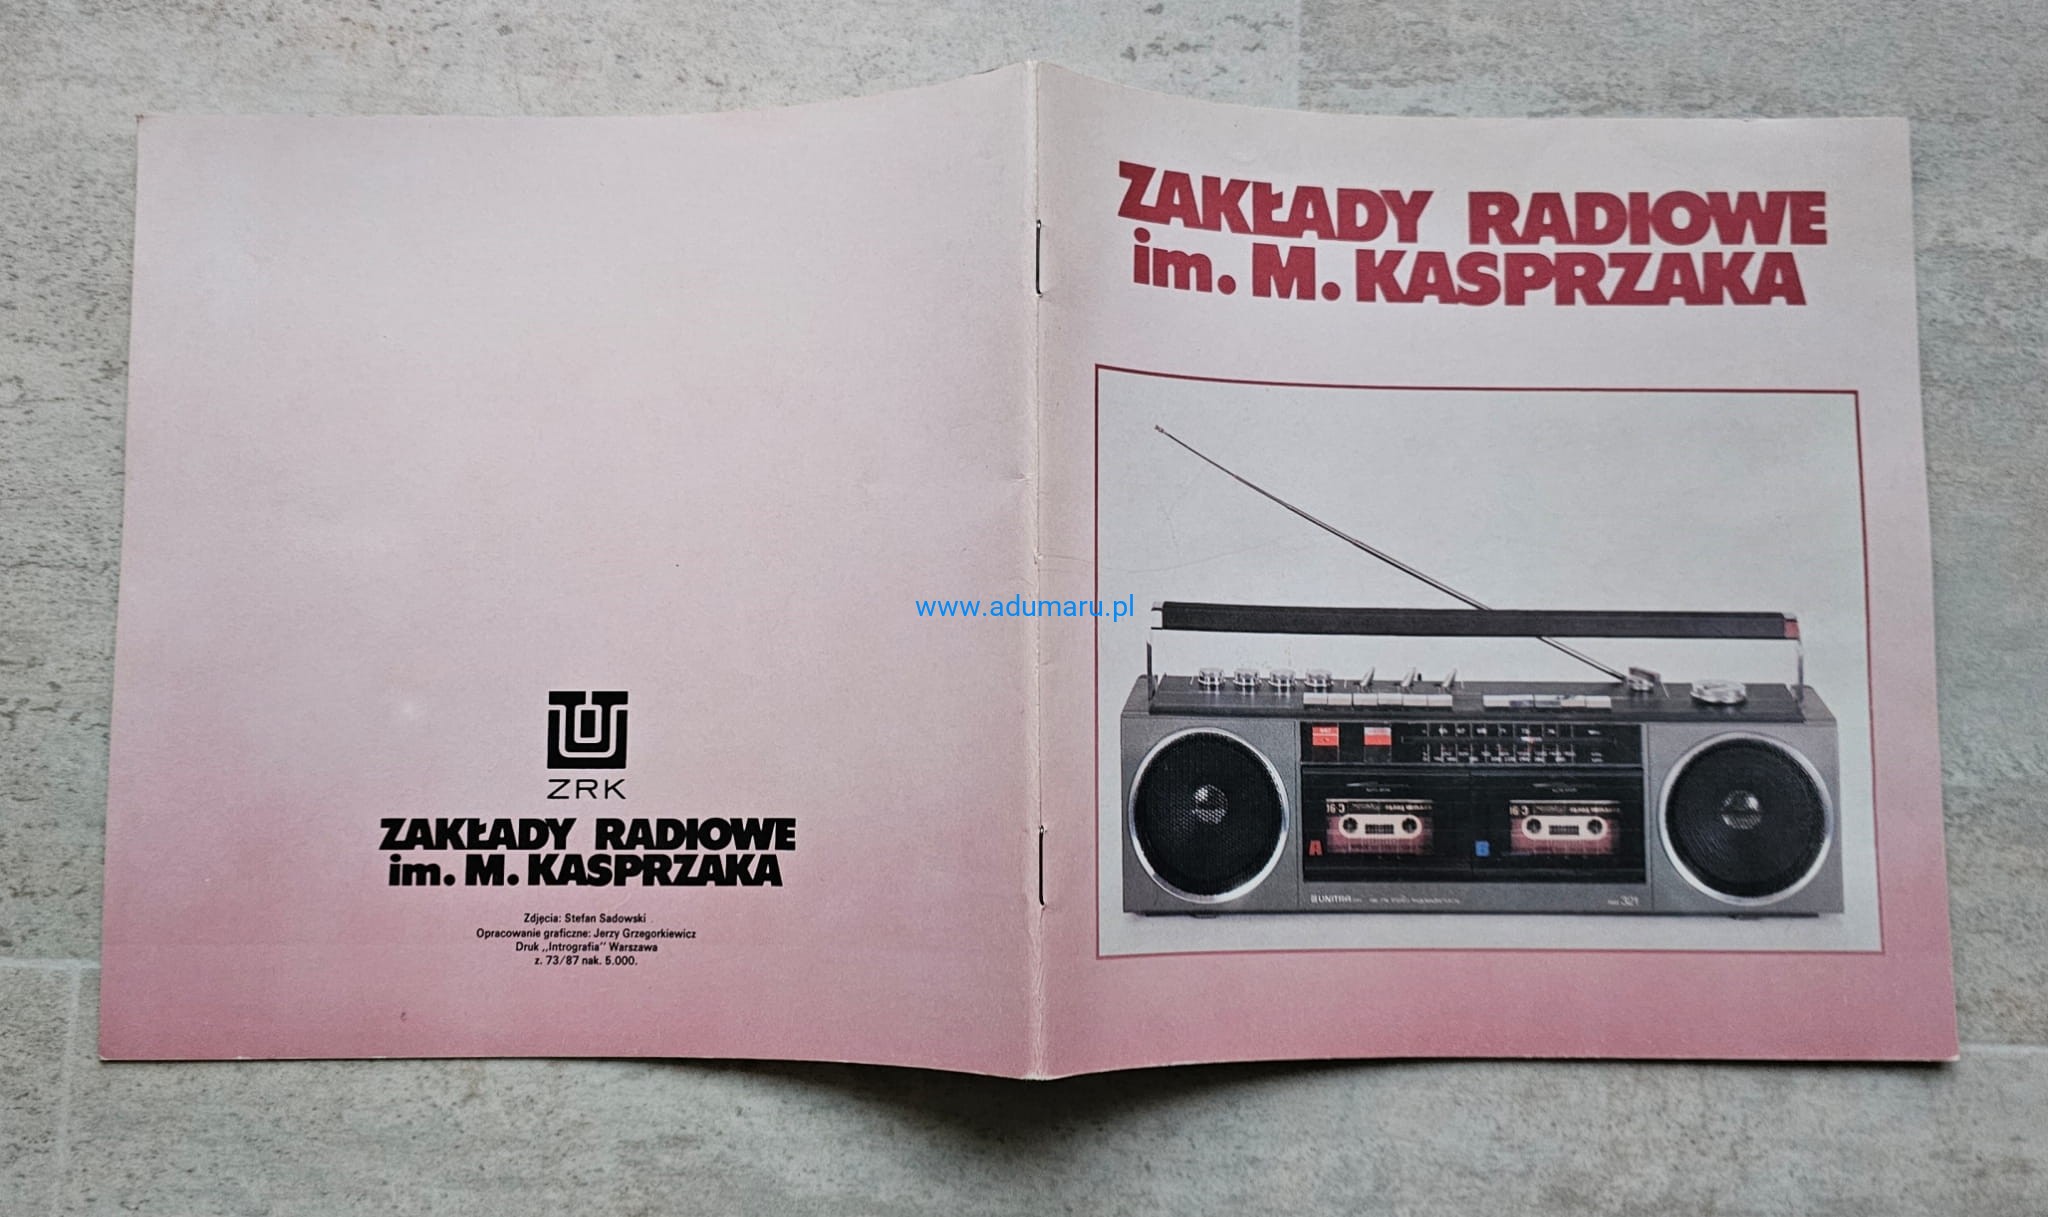 ZRK
ZAKŁADY RADIOWE
im. M. KASPRZAKA
Zdjęcia: Stefan Sadowski
Opracowanie graficzne: Jerzy Grzegorkiewicz
Druk „Intrografia” Warszawa
z. 73/87 nak. 5.000.
www.adumaru.pl
ZAKŁADY RADIOWE
im. M. KASPRZAKA
A
B
UNITRA
321